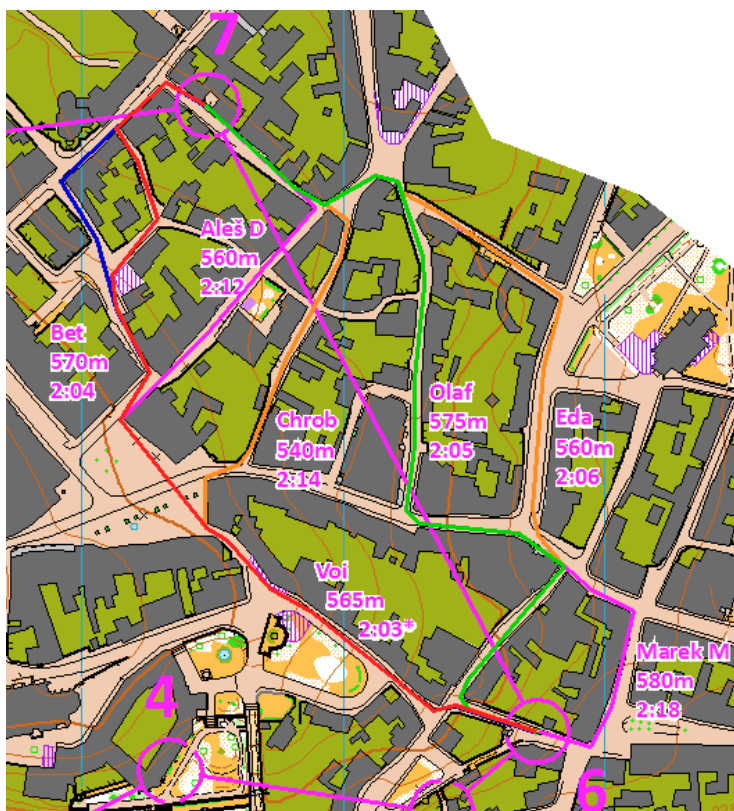 7
Aleš D
560m
2:12
Bet
570m
2:04
Chrob
540m
2:14
Olaf
575m
2:05
Eda
560m
2:06
Voi
565m
2:03*
Marek M
580m
2:18
4
6